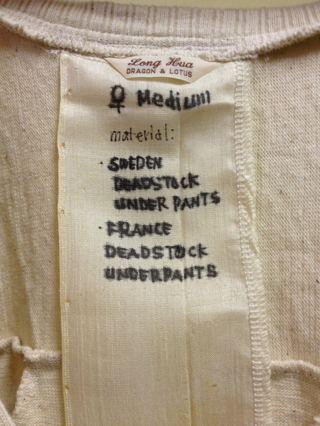 Long Hua
DRAGON & LOTUS
♀ Medium
material:
· SWEDEN
DEADSTOCK
UNDER PANTS
· FRANCE
DEADSTOCK
UNDERPANTS